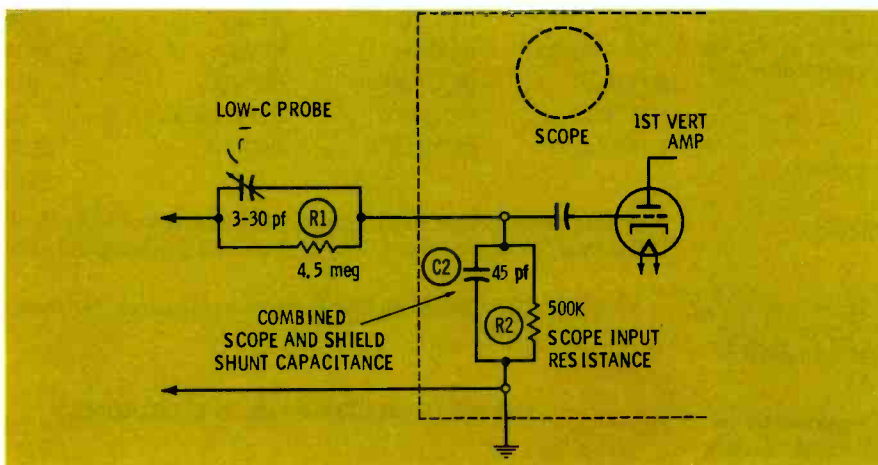 LOW-C PROBE
3-30 pf
R1
4.5 meg
SCOPE
1ST VERT
AMP
C2
45 pf
R2
500K
SCOPE INPUT
RESISTANCE
COMBINED
SCOPE AND SHIELD
SHUNT CAPACITANCE